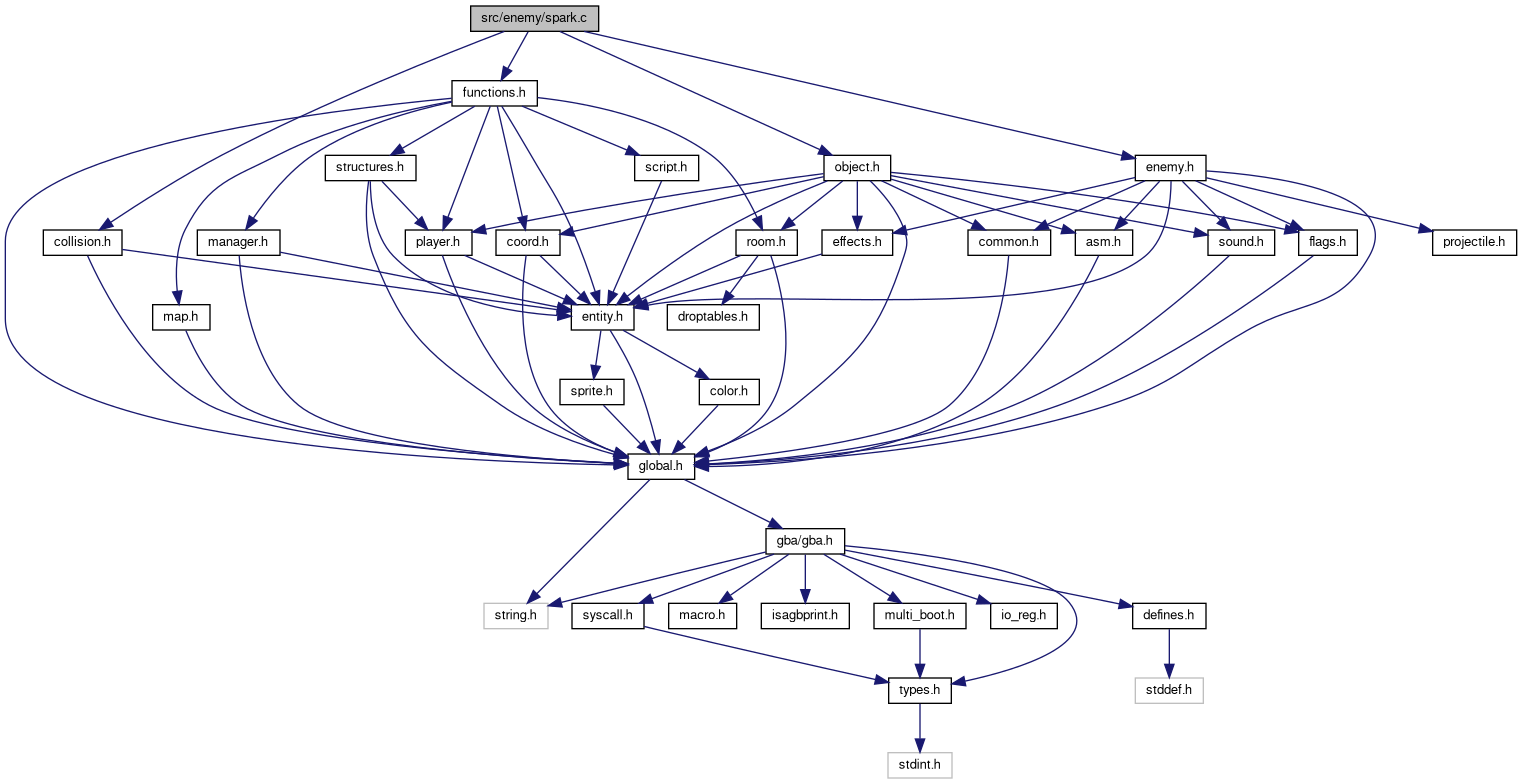 src/enemy/spark.c
functions.h
structures.h
script.h
object.h
enemy.h
collision.h
manager.h
player.h
coord.h
room.h
effects.h
common.h
asm.h
sound.h
flags.h
projectile.h
map.h
entity.h
droptables.h
sprite.h
color.h
global.h
gba/gba.h
string.h
syscall.h
macro.h
isagbprint.h
multi_boot.h
io_reg.h
defines.h
types.h
stddef.h
stdint.h